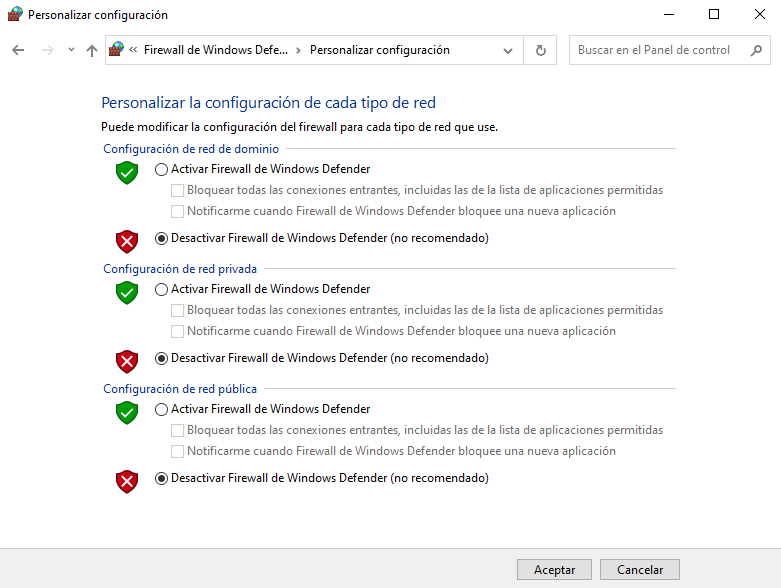 Personalizar configuración
« Firewall de Windows Defe... > Personalizar configuración
Buscar en el Panel de control
Personalizar la configuración de cada tipo de red
Puede modificar la configuración del firewall para cada tipo de red que use.
Configuración de red de dominio
Activar Firewall de Windows Defender
Bloquear todas las conexiones entrantes, incluidas las de la lista de aplicaciones permitidas
Notificarme cuando Firewall de Windows Defender bloquee una nueva aplicación
Desactivar Firewall de Windows Defender (no recomendado)
Configuración de red privada
Activar Firewall de Windows Defender
Bloquear todas las conexiones entrantes, incluidas las de la lista de aplicaciones permitidas
Notificarme cuando Firewall de Windows Defender bloquee una nueva aplicación
Desactivar Firewall de Windows Defender (no recomendado)
Configuración de red pública
Activar Firewall de Windows Defender
Bloquear todas las conexiones entrantes, incluidas las de la lista de aplicaciones permitidas
Notificarme cuando Firewall de Windows Defender bloquee una nueva aplicación
Desactivar Firewall de Windows Defender (no recomendado)
Aceptar
Cancelar